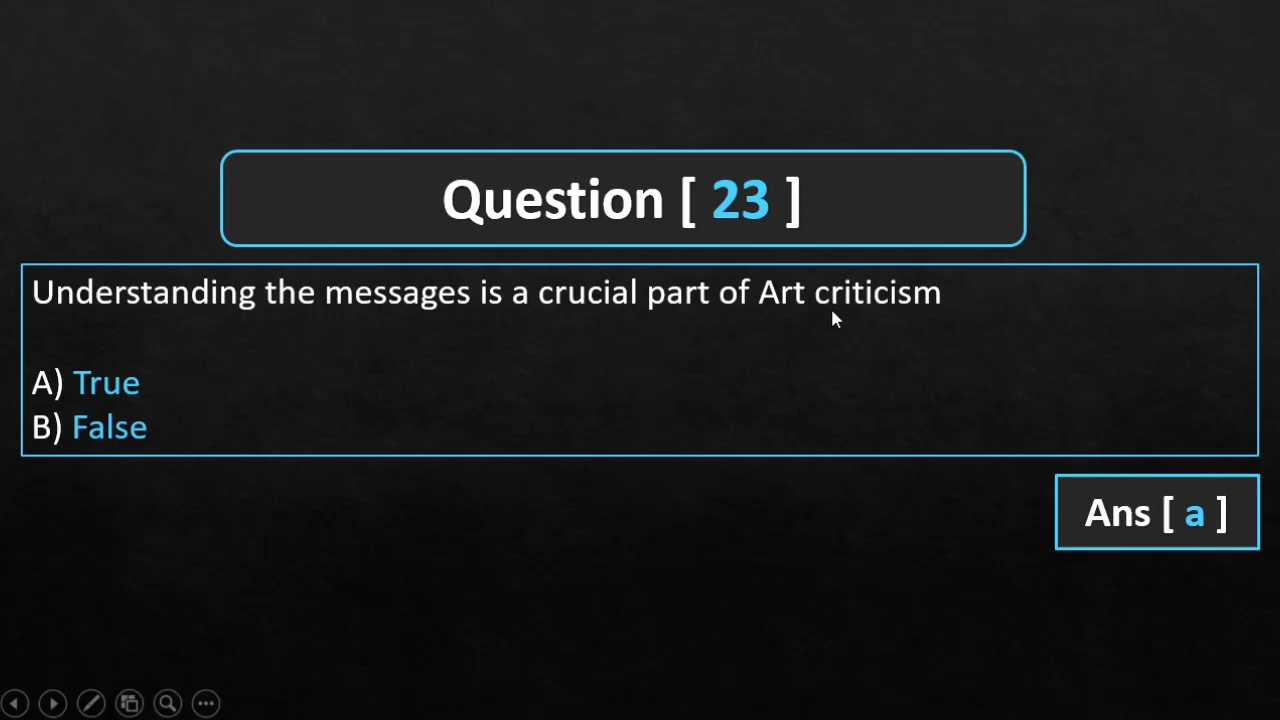 Question [ 23 ]
Understanding the messages is a crucial part of Art criticism
A) True
B) False
Ans [ a ]